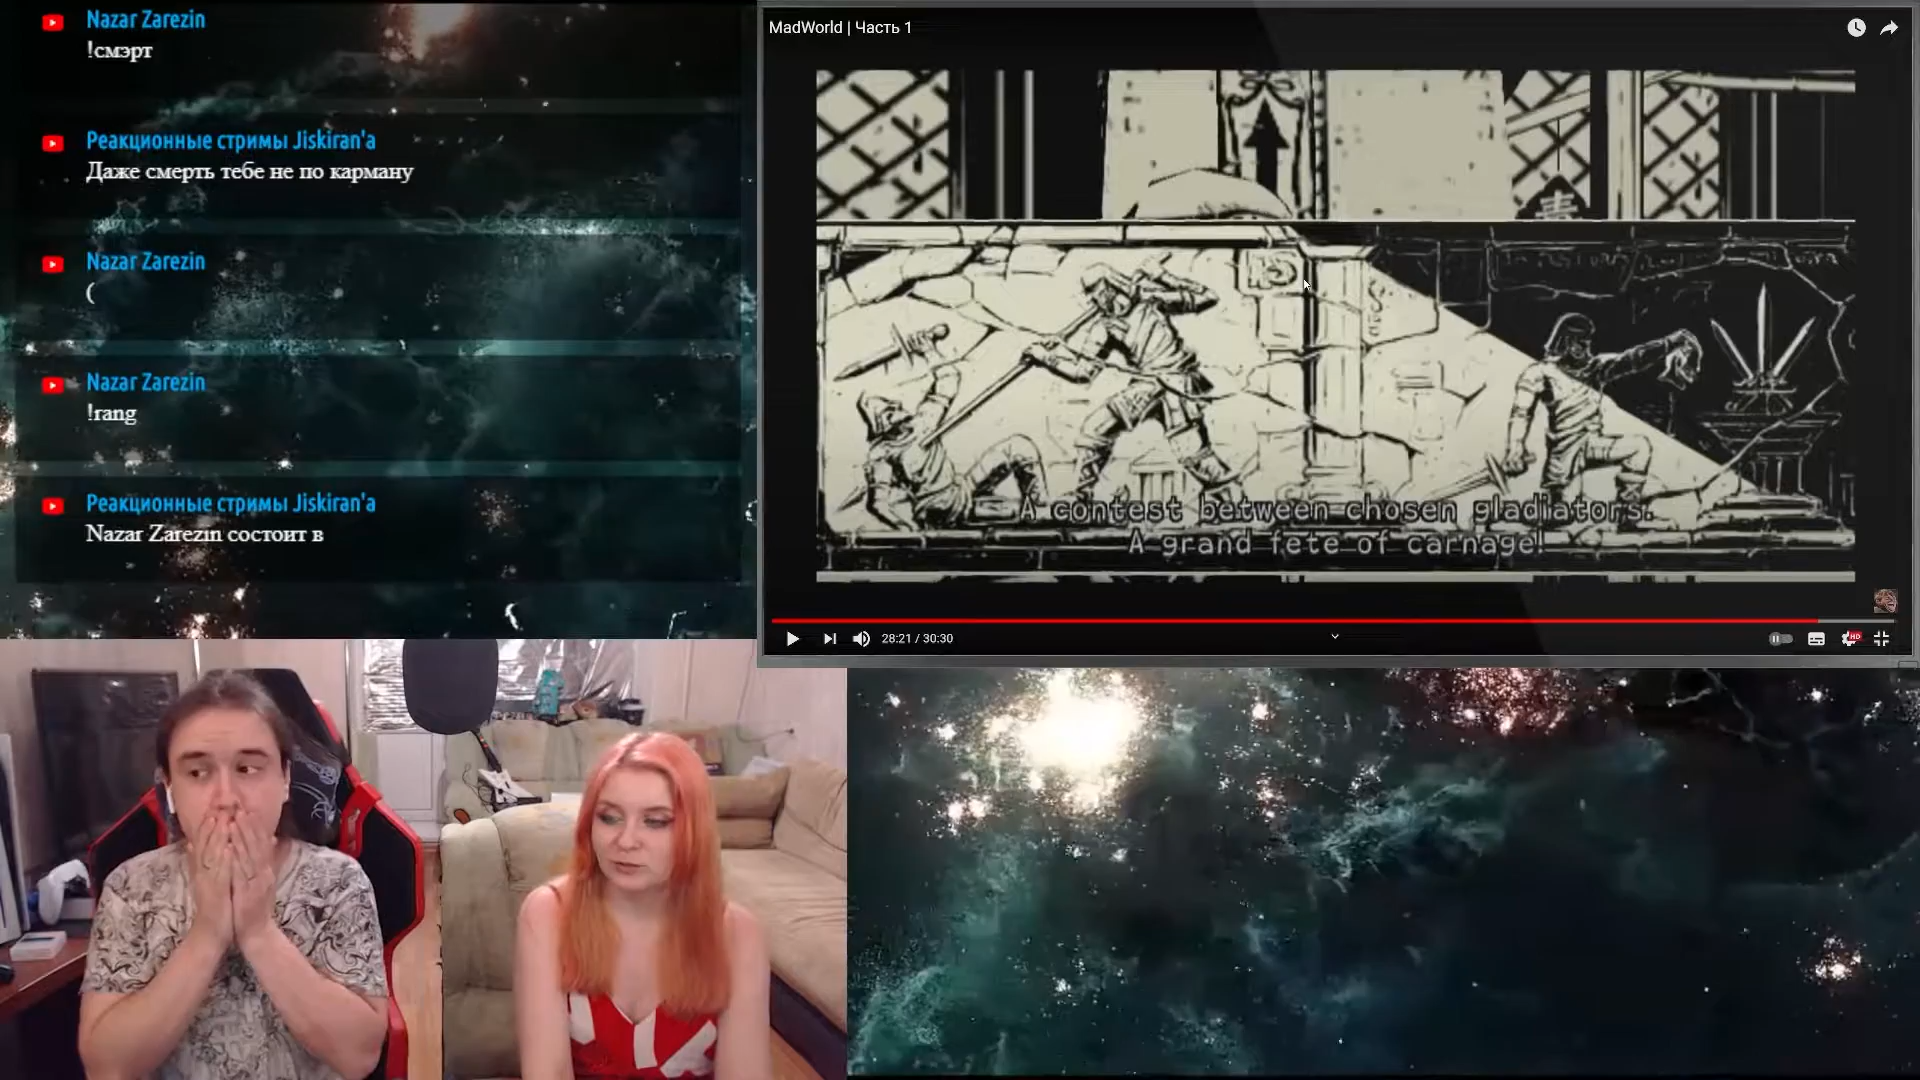 Nazar Zarezin
!смэрт
Реакционные стримы Jiskiran'a
Даже смерть тебе не по карману
Nazar Zarezin
(
Nazar Zarezin
!rang
Реакционные стримы Jiskiran'a
Nazar Zarezin состоит в
MadWorld | Часть 1
A contest between chosen gladiators.
A grand fete of carnage!
28:21 / 30:30
HD